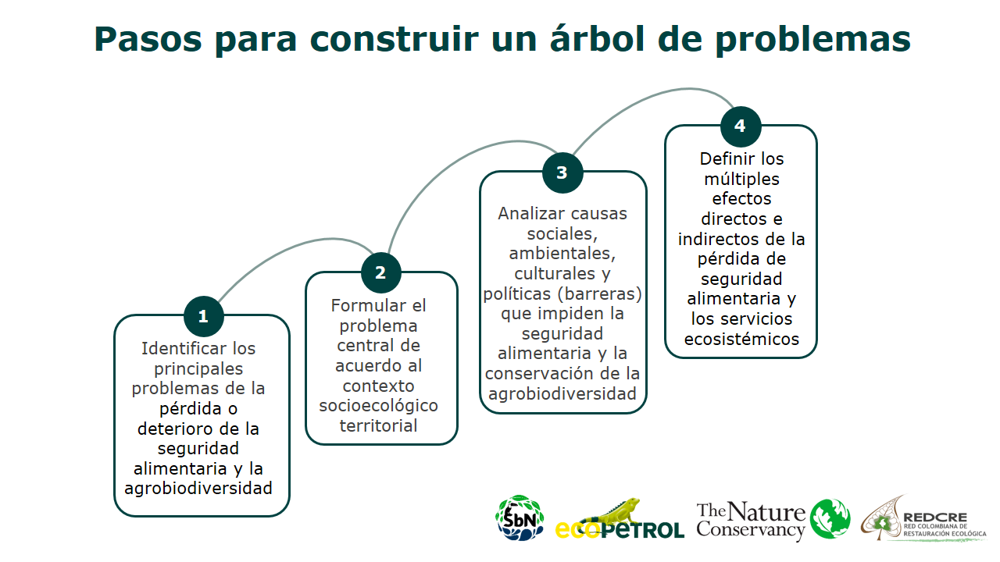 Pasos para construir un árbol de problemas
1
Identificar los
principales
problemas de la
pérdida o
deterioro de la
seguridad
alimentaria y la
agrobiodiversidad
2
Formular el
problema
central de
acuerdo al
contexto
socioecológico
territorial
3
Analizar causas
sociales,
ambientales,
culturales y
políticas (barreras)
que impiden la
seguridad
alimentaria y la
conservación de la
agrobiodiversidad
4
Definir los
múltiples
efectos
directos e
indirectos de la
pérdida de
seguridad
alimentaria y
los servicios
ecosistémicos
SbN
ecoPETROL
The Nature
Conservancy
REDCRE
RED COLOMBIANA DE
RESTAURACIÓN ECOLÓGICA